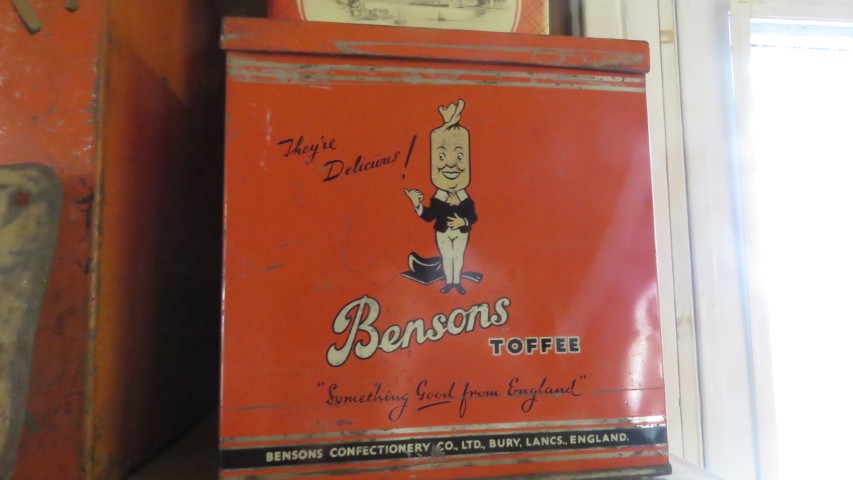 They're
Delicious!
Bensons
TOFFEE
"Something Good from England"
BENSONS CONFECTIONERY CO., LTD., BURY, LANCS., ENGLAND.